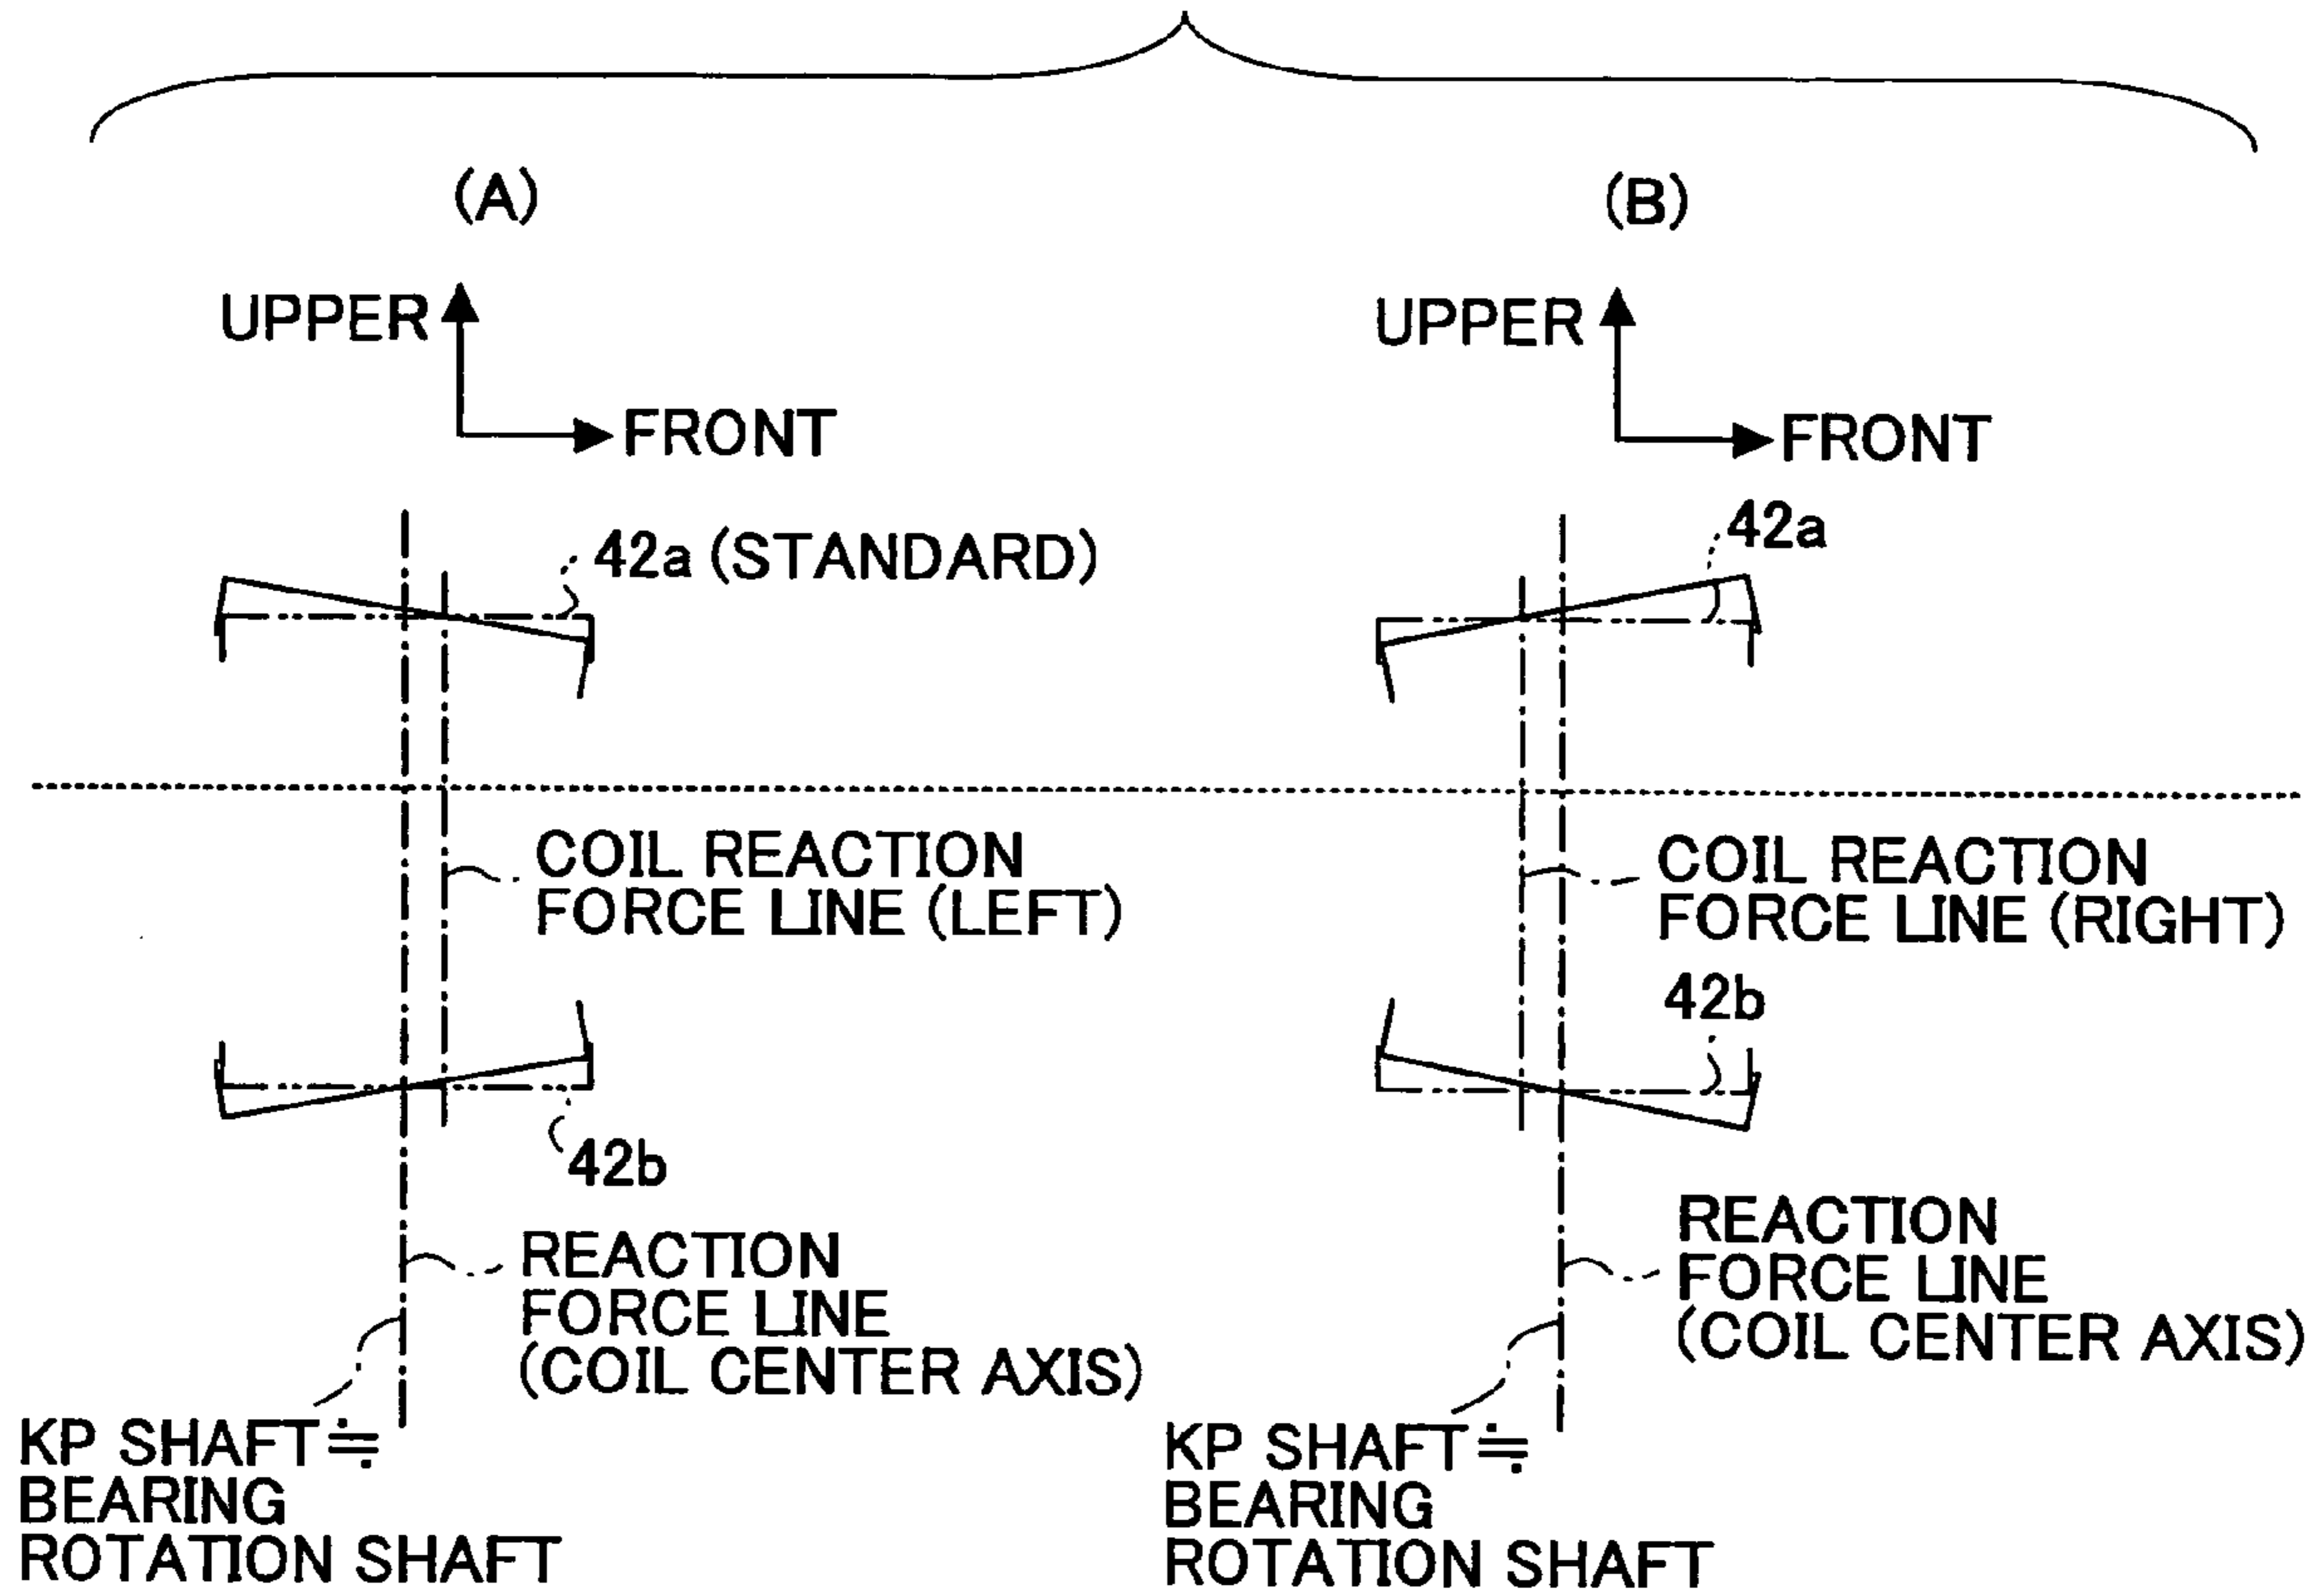 (A)
UPPER
FRONT
42a (STANDARD)
COIL REACTION
FORCE LINE (LEFT)
42b
REACTION
FORCE LINE
(COIL CENTER AXIS)
KP SHAFT≒
BEARING
ROTATION SHAFT
(B)
UPPER
FRONT
42a
COIL REACTION
FORCE LINE (RIGHT)
42b
REACTION
FORCE LINE
(COIL CENTER AXIS)
KP SHAFT≒
BEARING
ROTATION SHAFT